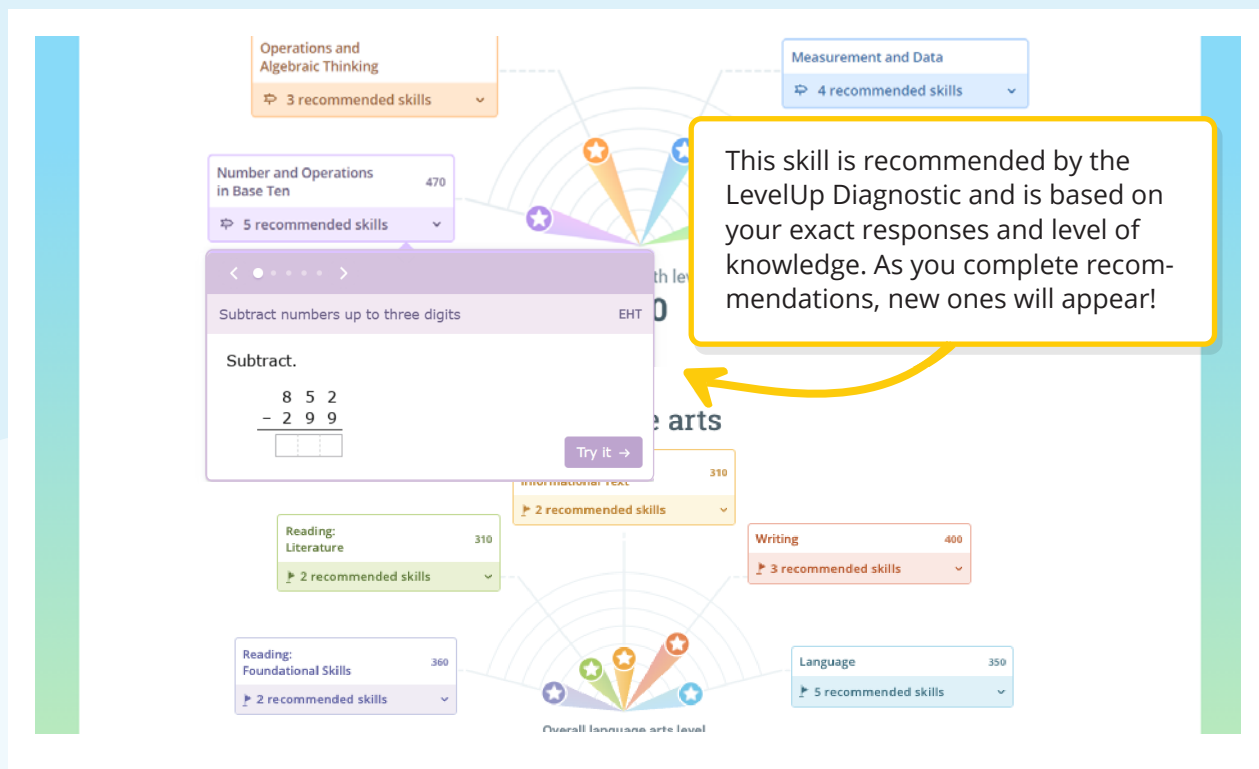 Operations and
Algebraic Thinking
3 recommended skills
Measurement and Data
4 recommended skills
Number and Operations
in Base Ten
470
5 recommended skills
This skill is recommended by the
LevelUp Diagnostic and is based on
your exact responses and level of
knowledge. As you complete recom-
mendations, new ones will appear!
Subtract numbers up to three digits
EHT
Subtract.
8 5 2
− 2 9 9
Try it →
arts
Informational Text
310
2 recommended skills
Reading:
Literature
310
2 recommended skills
Writing
400
3 recommended skills
Reading:
Foundational Skills
360
2 recommended skills
Language
350
5 recommended skills
Overall language arts level